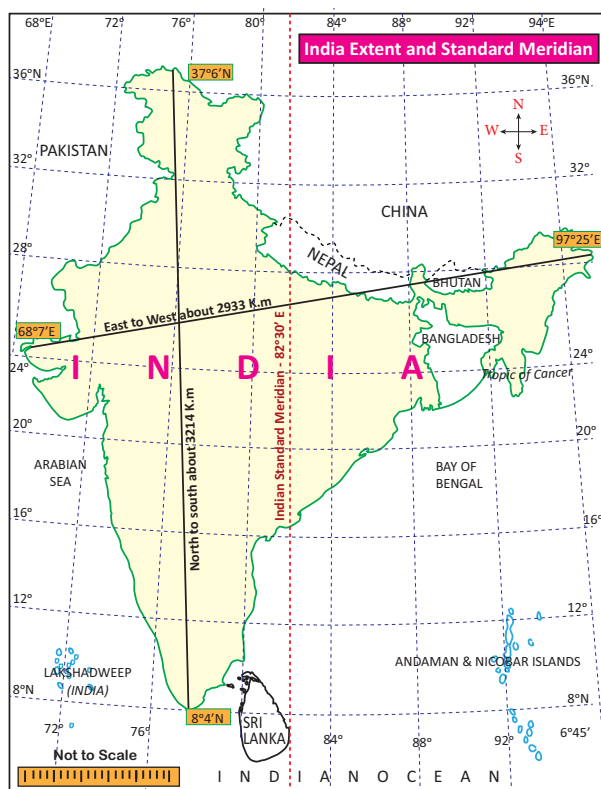 68°E 72° 76° 80° 88° 92° 94°E
India Extent and Standard Meridian
36°N 37°6'N 36°N
N
W E
S
PAKISTAN
32° 32°
CHINA
28° NEPAL 97°25'E
28°
BHUTAN
East to West about 2933 K.m
68°7'E
BANGLADESH
I N D I A
24° 24°
Tropic of Cancer
Indian Standard Meridian - 82°30' E
North to south about 3214 K.m
20° 20°
ARABIAN
SEA
BAY OF
BENGAL
16° 16°
12° 12°
LAKSHADWEEP
(INDIA)
ANDAMAN & NICOBAR ISLANDS
8°N 8°4'N 8°N
SRI
LANKA
72° 76° 84° 88° 92° 6°45'
Not to Scale
I N D I A N O C E A N